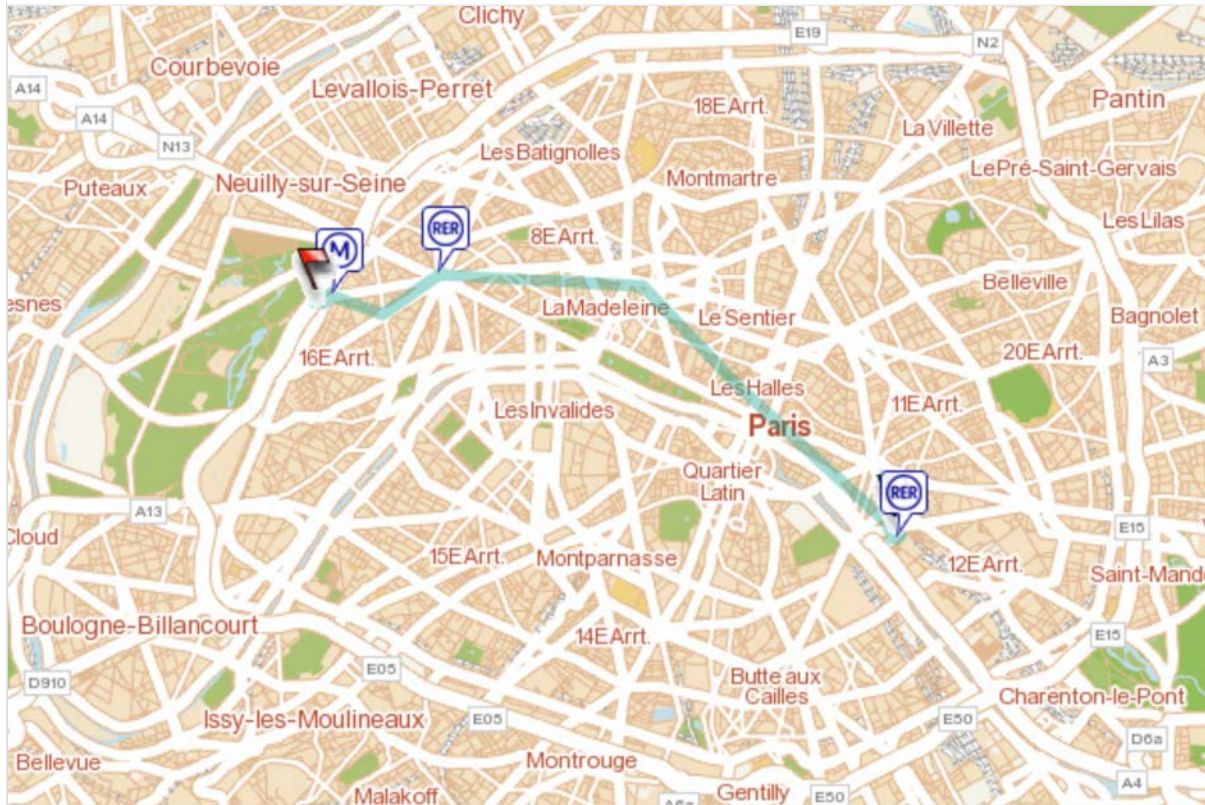 Clichy
E19
N2
Courbevoie
A14
Levallois-Perret
18EArrt.
Pantin
A14
LaVillette
N13
LesBatignolles
LePré-Saint-Gervais
Puteaux
Neuilly-sur-Seine
Montmartre
LesLilas
RER
8EArrt.
M
Belleville
esnes
LaMadeleine
LeSentier
Bagnolet
16EArrt.
20EArrt.
A3
LesHalles
LesInvalides
11EArrt.
Paris
Quartier
Latin
RER
A13
Cloud
E15
15EArrt.
Montparnasse
12EArrt.
Saint-Mand
Boulogne-Billancourt
14EArrt.
E15
E05
D910
Butte aux
Cailles
Charenton-le-Pont
Issy-les-Moulineaux
E05
E50
D6a
Bellevue
Montrouge
A4
Malakoff
A6a
Gentilly
E50